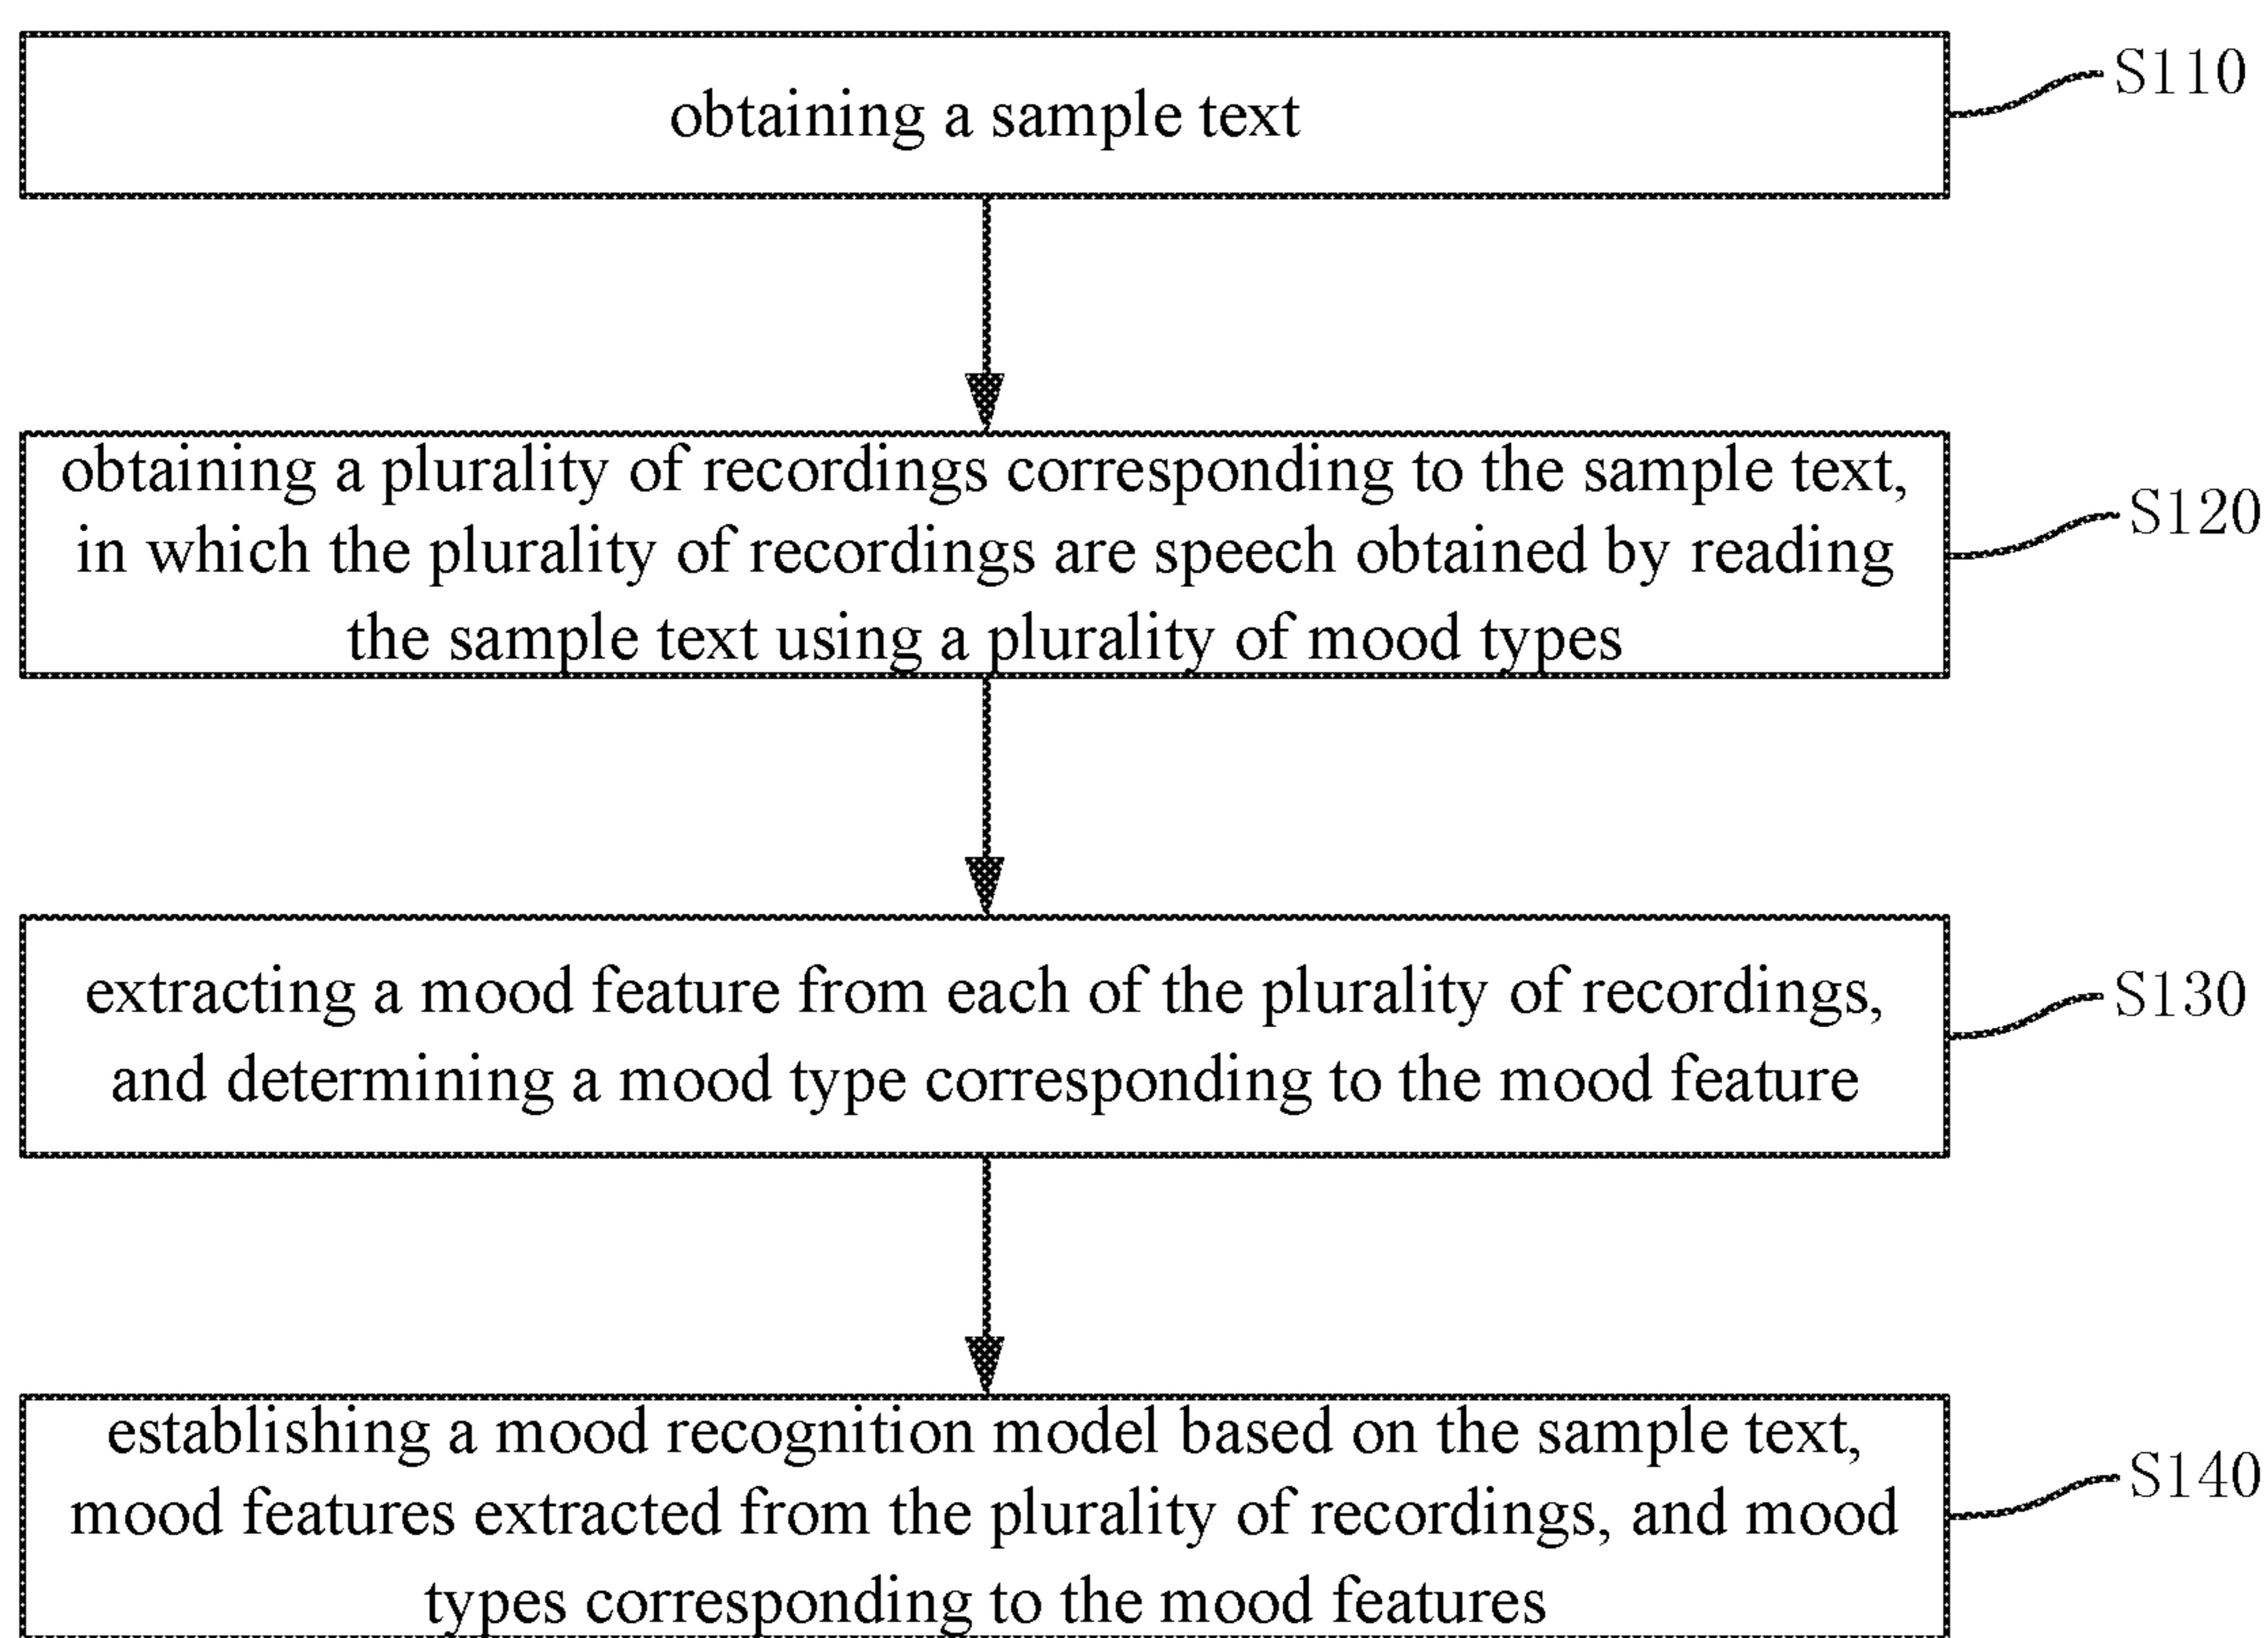 obtaining a sample text
S110
obtaining a plurality of recordings corresponding to the sample text,
in which the plurality of recordings are speech obtained by reading
the sample text using a plurality of mood types
S120
extracting a mood feature from each of the plurality of recordings,
and determining a mood type corresponding to the mood feature
S130
establishing a mood recognition model based on the sample text,
mood features extracted from the plurality of recordings, and mood
types corresponding to the mood features
S140